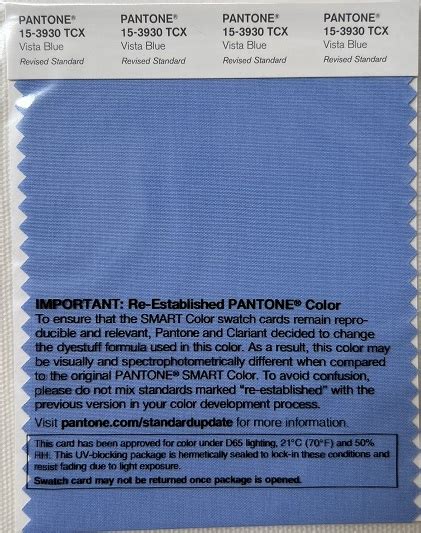 PANTONE® PANTONE® PANTONE® PANTONE®
15-3930 TCX 15-3930 TCX 15-3930 TCX 15-3930 TCX
Vista Blue Vista Blue Vista Blue Vista Blue
Revised Standard Revised Standard Revised Standard Revised Standard
IMPORTANT: Re-Established PANTONE® Color
To ensure that the SMART Color swatch cards remain repro-
ducible and relevant, Pantone and Clariant decided to change
the dyestuff formula used in this color. As a result, this color may
be visually and spectrophotometrically different when compared
to the original PANTONE® SMART Color. To avoid confusion,
please do not mix standards marked "re-established" with the
previous version in your color development process.
Visit pantone.com/standardupdate for more information.
This card has been approved for color under D65 lighting, 21°C (70°F) and 50%
RH. This UV-blocking package is hermetically sealed to lock-in these conditions and
resist fading due to light exposure.
Swatch card may not be returned once package is opened.